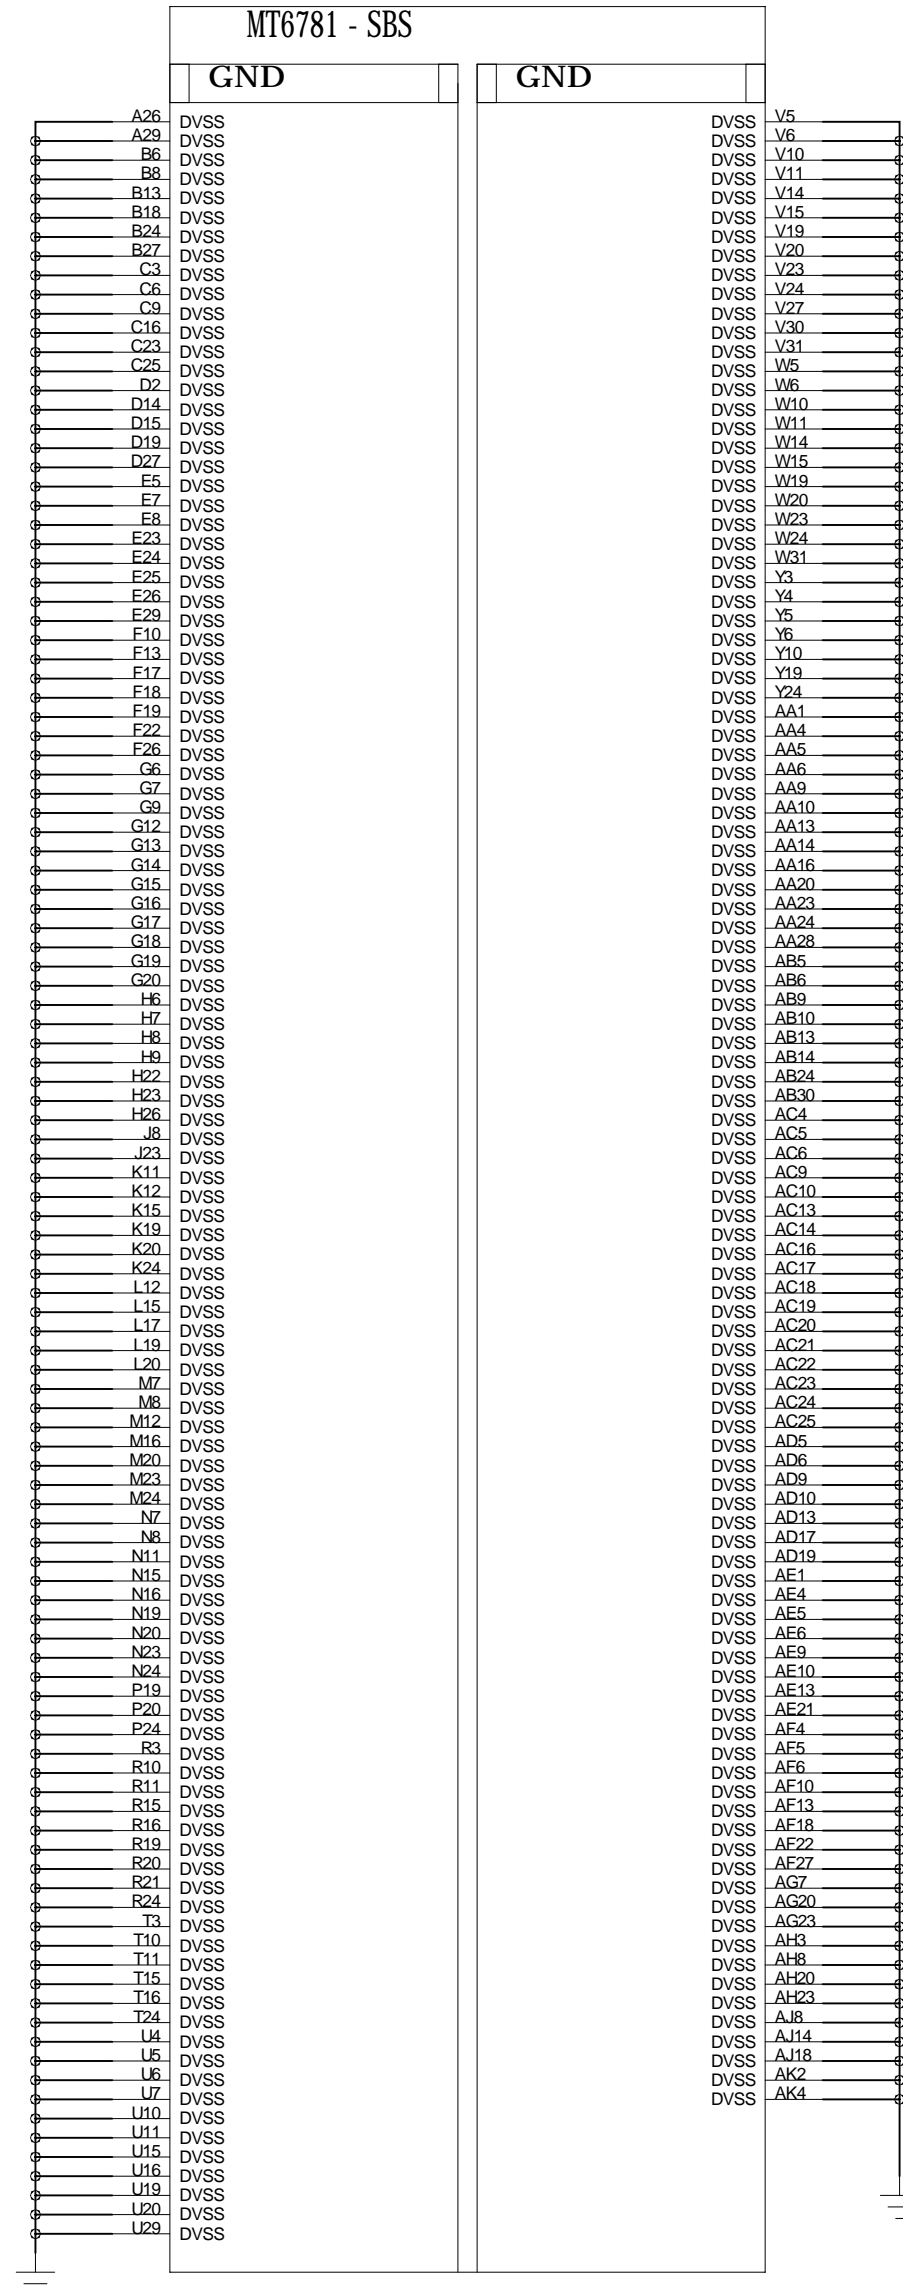 MT6781 - SBS
GND
A26 DVSS
A29 DVSS
B6 DVSS
B8 DVSS
B13 DVSS
B18 DVSS
B24 DVSS
B27 DVSS
C3 DVSS
C6 DVSS
C9 DVSS
C16 DVSS
C23 DVSS
C25 DVSS
D2 DVSS
D14 DVSS
D15 DVSS
D19 DVSS
D27 DVSS
E5 DVSS
E7 DVSS
E8 DVSS
E23 DVSS
E24 DVSS
E25 DVSS
E26 DVSS
E29 DVSS
F10 DVSS
F13 DVSS
F17 DVSS
F18 DVSS
F19 DVSS
F22 DVSS
F26 DVSS
G6 DVSS
G7 DVSS
G9 DVSS
G12 DVSS
G13 DVSS
G14 DVSS
G15 DVSS
G16 DVSS
G17 DVSS
G18 DVSS
G19 DVSS
G20 DVSS
H6 DVSS
H7 DVSS
H8 DVSS
H9 DVSS
H22 DVSS
H23 DVSS
H26 DVSS
J8 DVSS
J23 DVSS
K11 DVSS
K12 DVSS
K15 DVSS
K19 DVSS
K20 DVSS
K24 DVSS
L12 DVSS
L15 DVSS
L17 DVSS
L19 DVSS
L20 DVSS
M7 DVSS
M8 DVSS
M12 DVSS
M16 DVSS
M20 DVSS
M23 DVSS
M24 DVSS
N7 DVSS
N8 DVSS
N11 DVSS
N15 DVSS
N16 DVSS
N19 DVSS
N20 DVSS
N23 DVSS
N24 DVSS
P19 DVSS
P20 DVSS
P24 DVSS
R3 DVSS
R10 DVSS
R11 DVSS
R15 DVSS
R16 DVSS
R19 DVSS
R20 DVSS
R21 DVSS
R24 DVSS
T3 DVSS
T10 DVSS
T11 DVSS
T15 DVSS
T16 DVSS
T24 DVSS
U4 DVSS
U5 DVSS
U6 DVSS
U7 DVSS
U10 DVSS
U11 DVSS
U15 DVSS
U16 DVSS
U19 DVSS
U20 DVSS
U29 DVSS
GND
DVSS V5
DVSS V6
DVSS V10
DVSS V11
DVSS V14
DVSS V15
DVSS V19
DVSS V20
DVSS V23
DVSS V24
DVSS V27
DVSS V30
DVSS V31
DVSS W5
DVSS W6
DVSS W10
DVSS W11
DVSS W14
DVSS W15
DVSS W19
DVSS W20
DVSS W23
DVSS W24
DVSS W31
DVSS Y3
DVSS Y4
DVSS Y5
DVSS Y6
DVSS Y10
DVSS Y19
DVSS Y24
DVSS AA1
DVSS AA4
DVSS AA5
DVSS AA6
DVSS AA9
DVSS AA10
DVSS AA13
DVSS AA14
DVSS AA16
DVSS AA20
DVSS AA23
DVSS AA24
DVSS AA28
DVSS AB5
DVSS AB6
DVSS AB9
DVSS AB10
DVSS AB13
DVSS AB14
DVSS AB24
DVSS AB30
DVSS AC4
DVSS AC5
DVSS AC6
DVSS AC9
DVSS AC10
DVSS AC13
DVSS AC14
DVSS AC16
DVSS AC17
DVSS AC18
DVSS AC19
DVSS AC20
DVSS AC21
DVSS AC22
DVSS AC23
DVSS AC24
DVSS AC25
DVSS AD5
DVSS AD6
DVSS AD9
DVSS AD10
DVSS AD13
DVSS AD17
DVSS AD19
DVSS AE1
DVSS AE4
DVSS AE5
DVSS AE6
DVSS AE9
DVSS AE10
DVSS AE13
DVSS AE21
DVSS AF4
DVSS AF5
DVSS AF6
DVSS AF10
DVSS AF13
DVSS AF18
DVSS AF22
DVSS AF27
DVSS AG7
DVSS AG20
DVSS AG23
DVSS AH3
DVSS AH8
DVSS AH20
DVSS AH23
DVSS AJ8
DVSS AJ14
DVSS AJ18
DVSS AK2
DVSS AK4